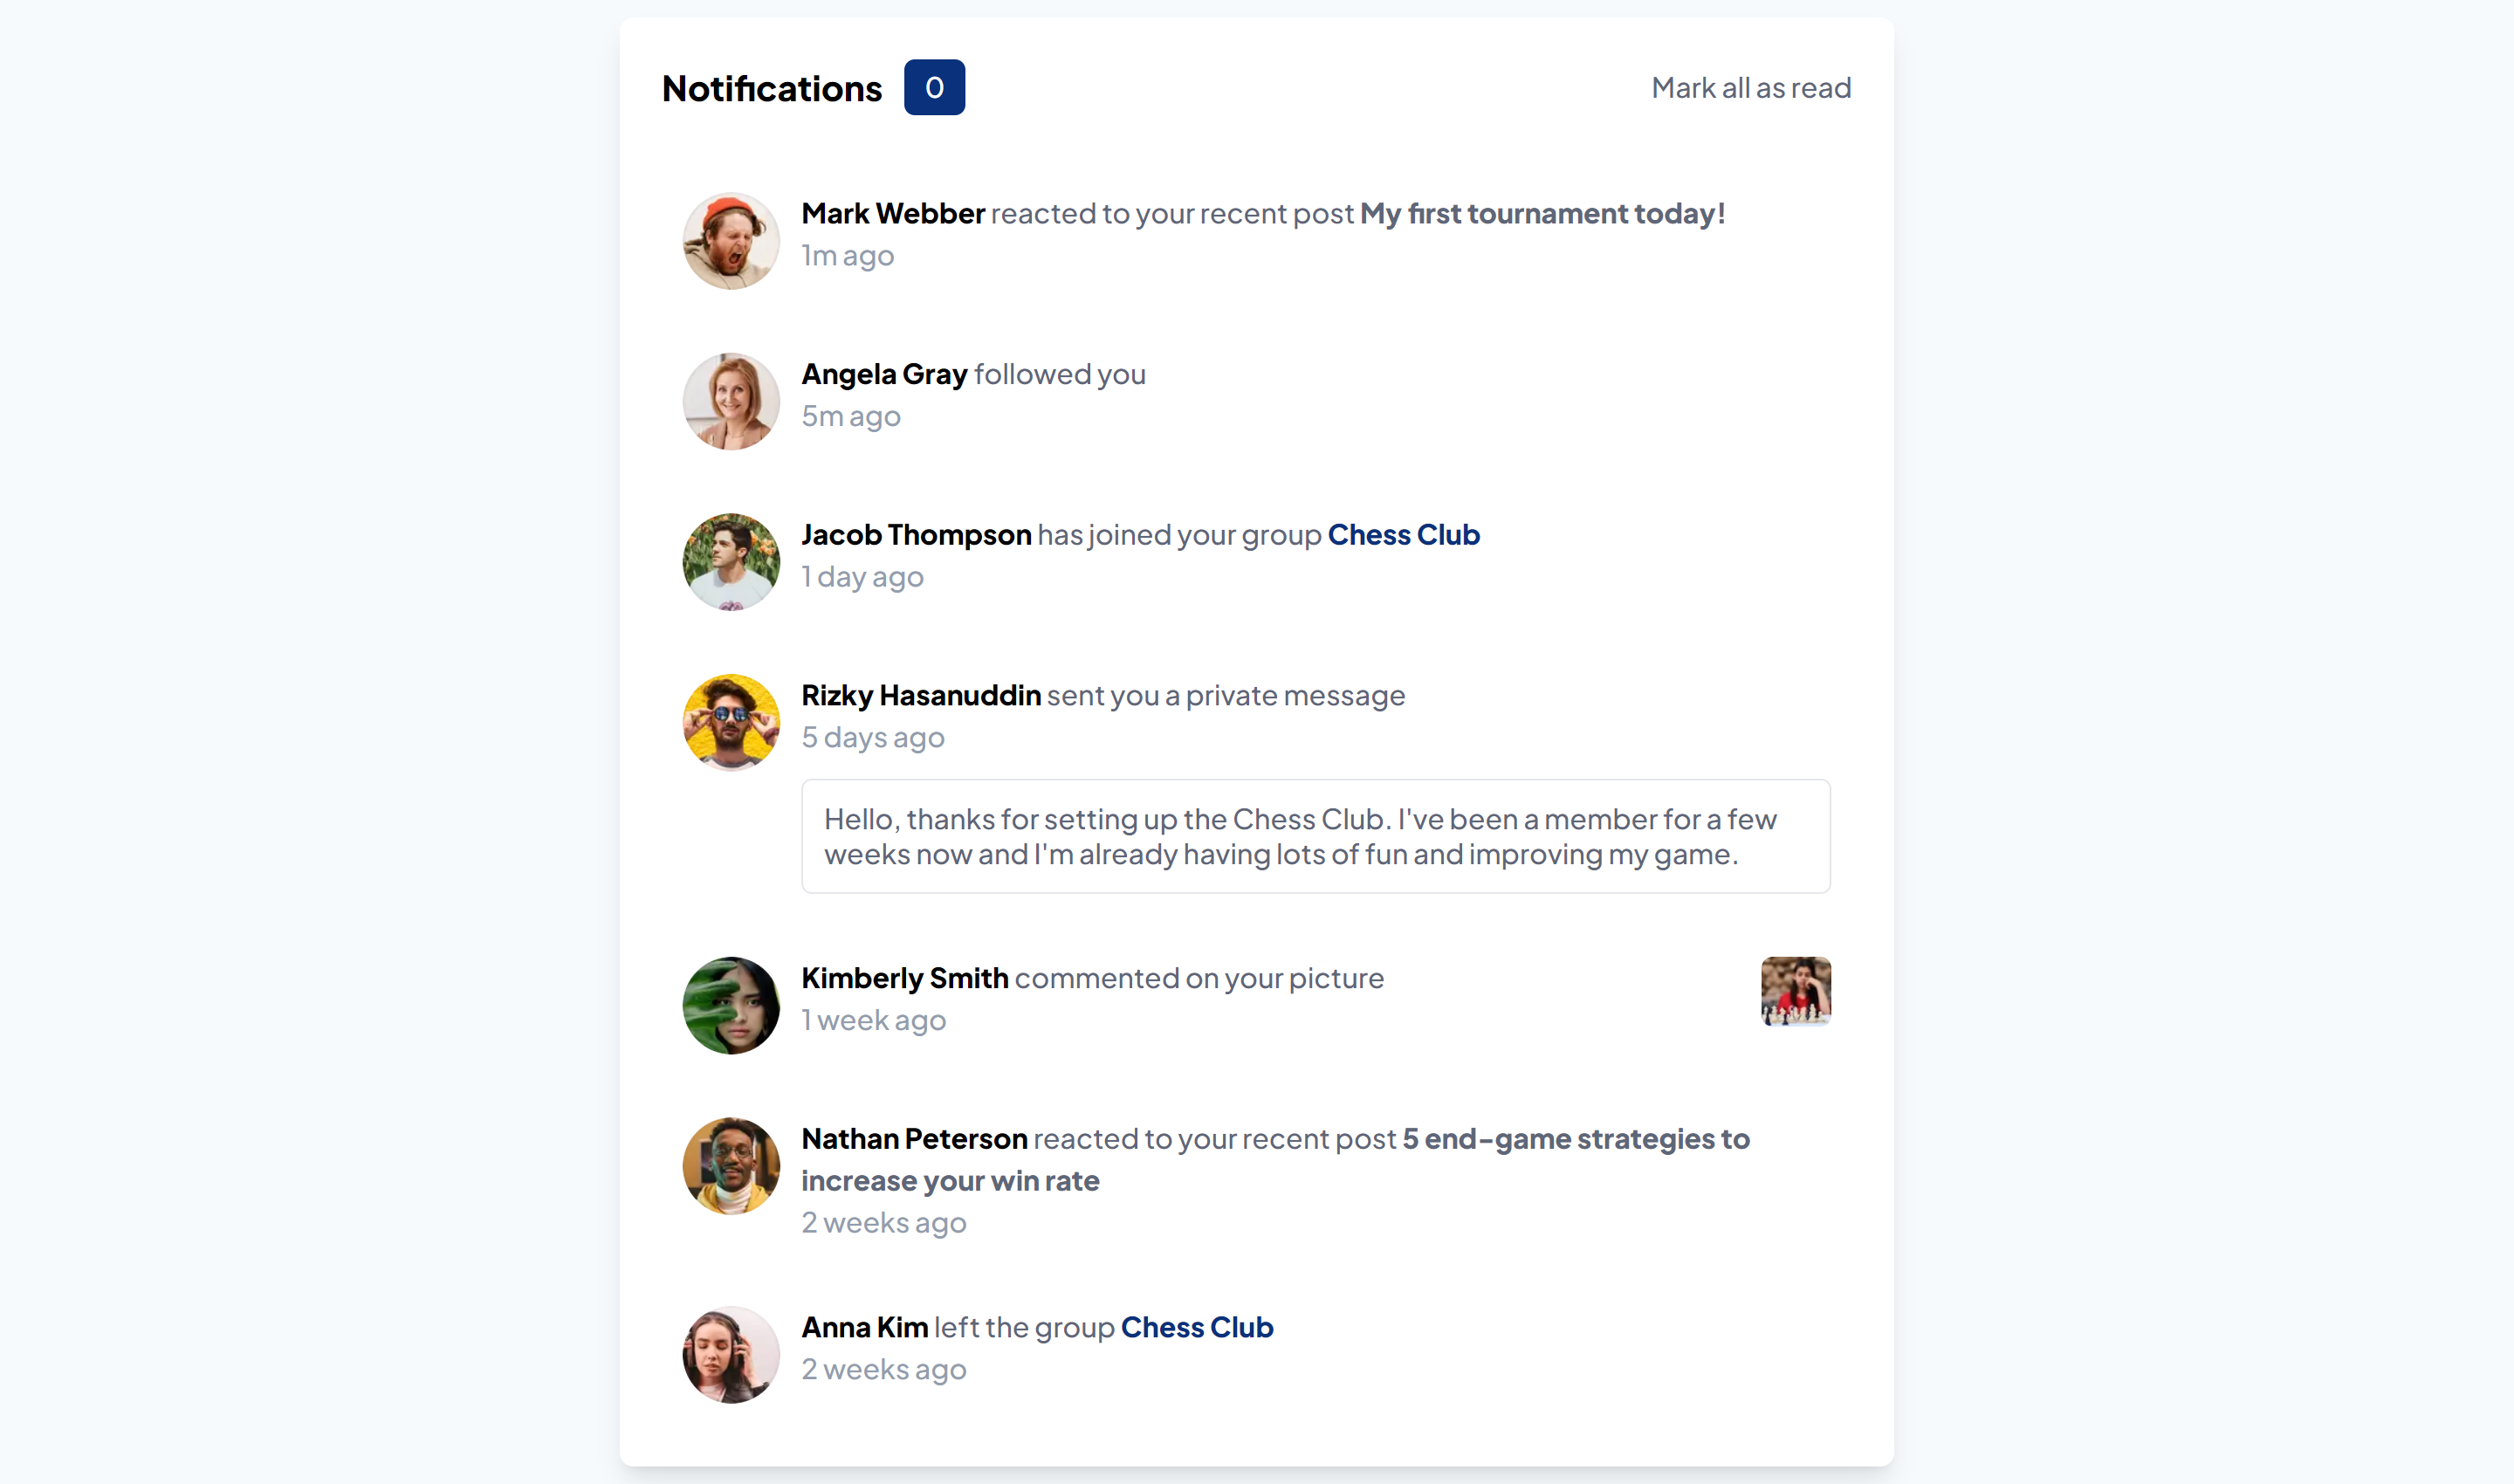 Notifications 0 Mark all as read
Mark Webber reacted to your recent post My first tournament today!
1m ago
Angela Gray followed you
5m ago
Jacob Thompson has joined your group Chess Club
1 day ago
Rizky Hasanuddin sent you a private message
5 days ago
Hello, thanks for setting up the Chess Club. I've been a member for a few
weeks now and I'm already having lots of fun and improving my game.
Kimberly Smith commented on your picture
1 week ago
Nathan Peterson reacted to your recent post 5 end-game strategies to
increase your win rate
2 weeks ago
Anna Kim left the group Chess Club
2 weeks ago